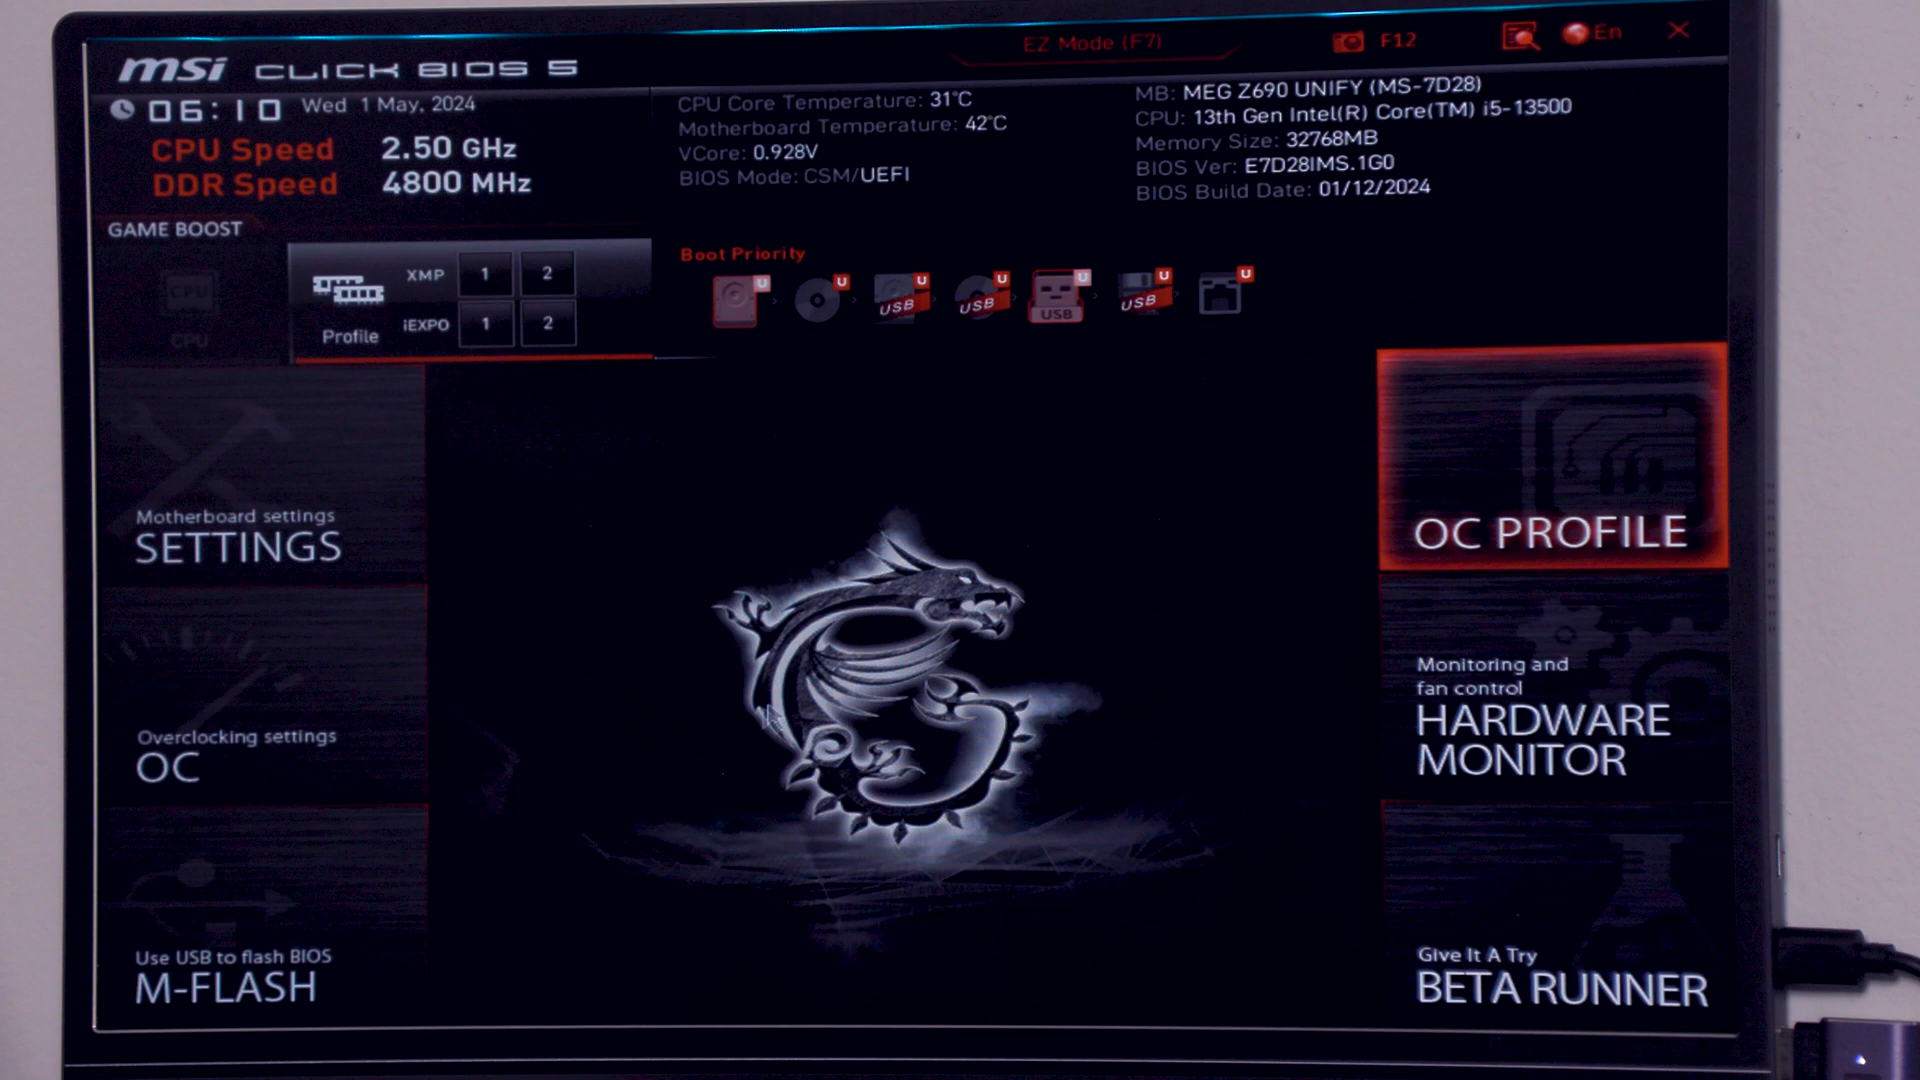 msi CLICK BIOS 5
EZ Mode (F7)
F12
En
X
06:10 Wed 1 May, 2024
CPU Speed 2.50 GHz
DDR Speed 4800 MHz
CPU Core Temperature: 31°C
Motherboard Temperature: 42°C
VCore: 0.928V
BIOS Mode: CSM/UEFI
MB: MEG Z690 UNIFY (MS-7D28)
CPU: 13th Gen Intel(R) Core(TM) i5-13500
Memory Size: 32768MB
BIOS Ver: E7D28IMS.1G0
BIOS Build Date: 01/12/2024
GAME BOOST
CPU
CPU
XMP 1 2
Profile iEXPO 1 2
Boot Priority
U U U U U U U
USB USB USB USB
Motherboard settings
SETTINGS
Overclocking settings
OC
Use USB to flash BIOS
M-FLASH
OC PROFILE
Monitoring and
fan control
HARDWARE
MONITOR
Give It A Try
BETA RUNNER